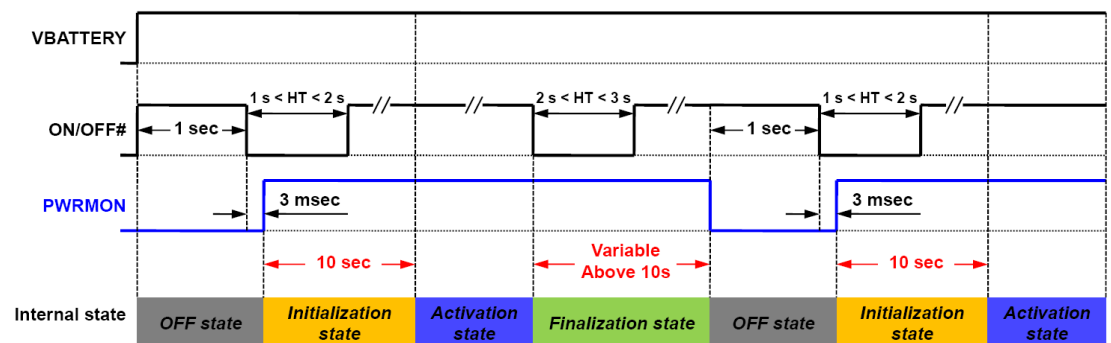 VBATTERY
1 s < HT < 2 s
2 s < HT < 3 s
1 s < HT < 2 s
ON/OFF#
1 sec
1 sec
PWRMON
3 msec
3 msec
10 sec
Variable
Above 10s
10 sec
Internal state
OFF state
Initialization
state
Activation
state
Finalization state
OFF state
Initialization
state
Activation
state